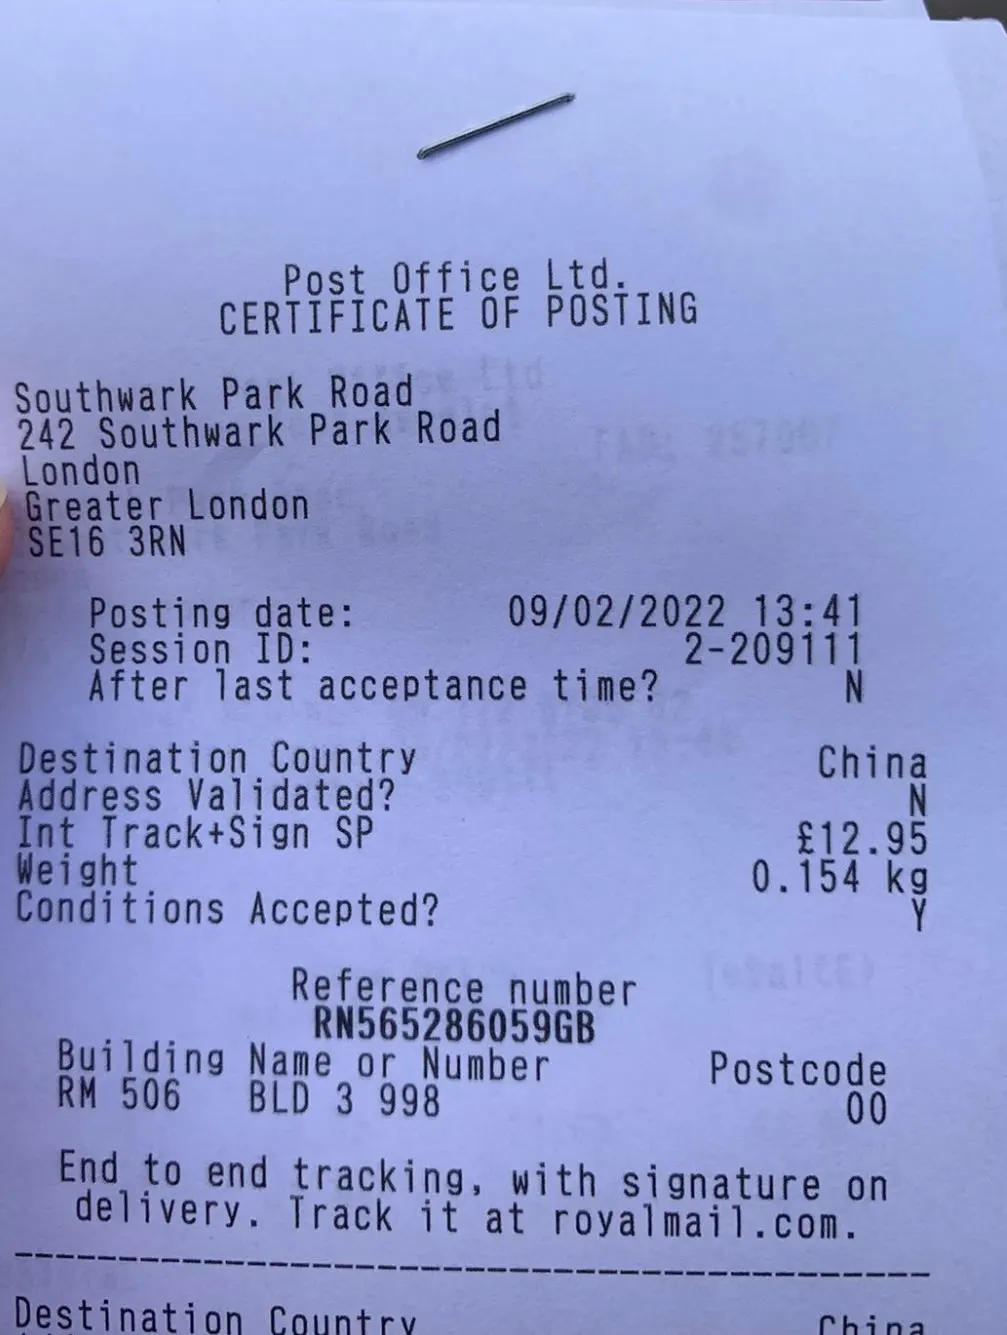 Post Office Ltd.
CERTIFICATE OF POSTING
Southwark Park Road
242 Southwark Park Road
London
Greater London
SE16 3RN
Posting date: 09/02/2022 13:41
Session ID: 2-209111
After last acceptance time? N
Destination Country China
Address Validated? N
Int Track+Sign SP £12.95
Weight 0.154 kg
Conditions Accepted? Y
Reference number
RN565286059GB
Building Name or Number Postcode
RM 506 BLD 3 998 00
End to end tracking, with signature on
delivery. Track it at royalmail.com.
Destination Country China